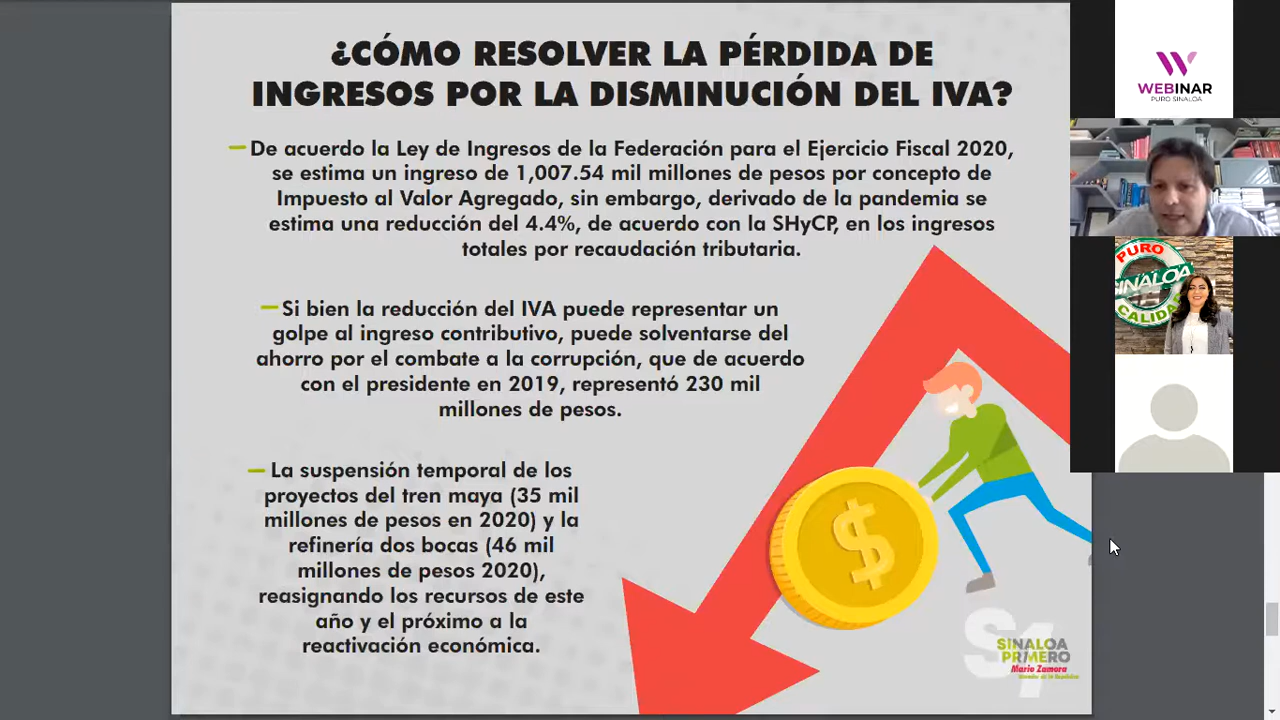 ¿CÓMO RESOLVER LA PÉRDIDA DE
INGRESOS POR LA DISMINUCIÓN DEL IVA?
De acuerdo la Ley de Ingresos de la Federación para el Ejercicio Fiscal 2020,
se estima un ingreso de 1,007.54 mil millones de pesos por concepto de
Impuesto al Valor Agregado, sin embargo, derivado de la pandemia se
estima una reducción del 4.4%, de acuerdo con la SHyCP, en los ingresos
totales por recaudación tributaria.
Si bien la reducción del IVA puede representar un
golpe al ingreso contributivo, puede solventarse del
ahorro por el combate a la corrupción, que de acuerdo
con el presidente en 2019, representó 230 mil
millones de pesos.
La suspensión temporal de los
proyectos del tren maya (35 mil
millones de pesos en 2020) y la
refinería dos bocas (46 mil
millones de pesos 2020),
reasignando los recursos de este
año y el próximo a la
reactivación económica.
$
S1
SINALOA
PRIMERO
Mario Zamora
Senador de la República
WEBINAR
PURO SINALOA
PURO
SINALOA
CALIDA